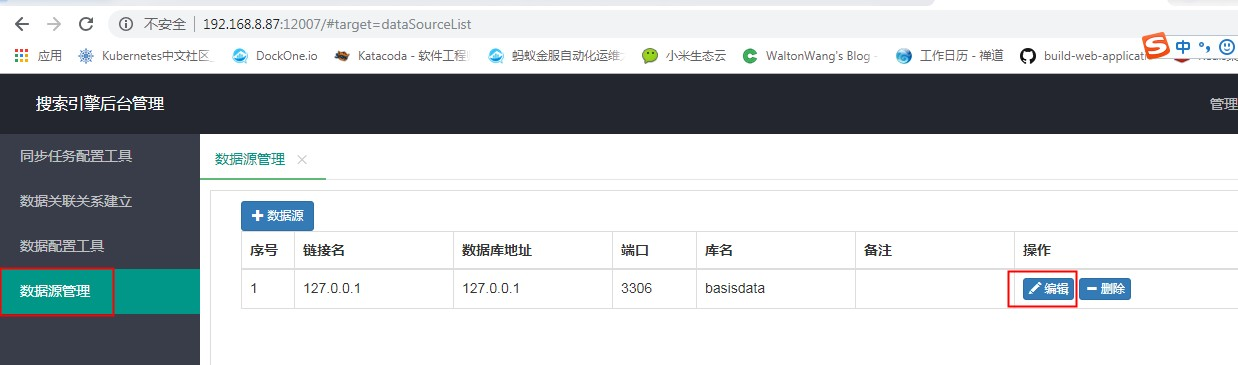 不安全 | 192.168.8.87:12007/#target=dataSourceList
应用 Kubernetes中文社区 DockOne.io Katacoda - 软件工程 蚂蚁金服自动化运维 小米生态云 WaltonWang's Blog - 工作日历 - 禅道 build-web-applicati 中
搜索引擎后台管理 管理
同步任务配置工具
数据关联关系建立
数据配置工具
数据源管理
数据源管理 ×
+ 数据源
序号 链接名 数据库地址 端口 库名 备注 操作
1 127.0.0.1 127.0.0.1 3306 basisdata 编辑 删除